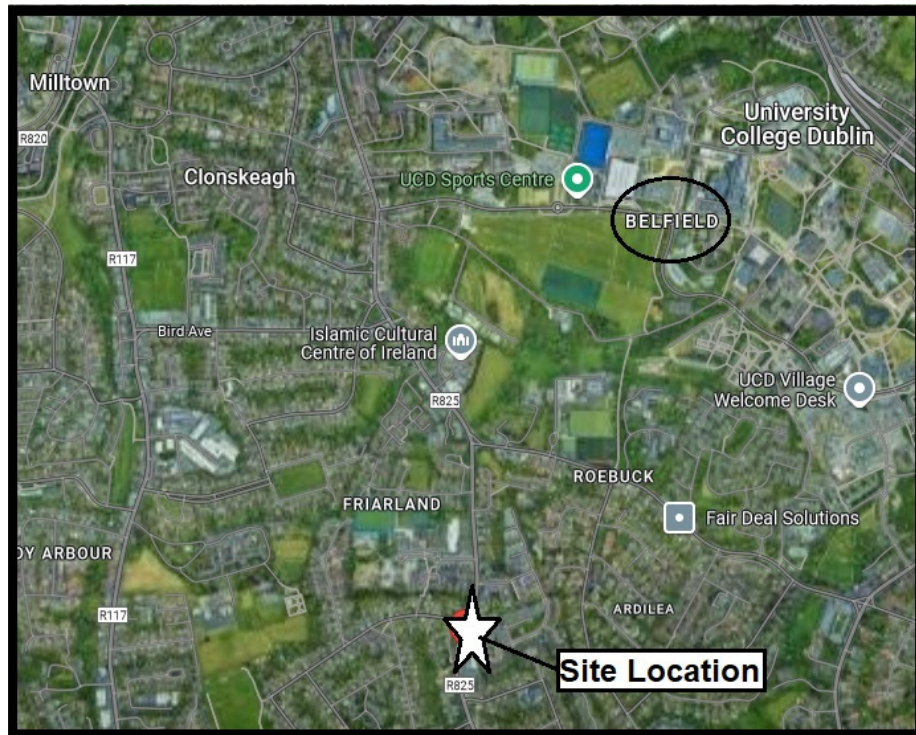 Milltown
University
College Dublin
R820
Clonskeagh
UCD Sports Centre
BELFIELD
R117
Bird Ave
Islamic Cultural
Centre of Ireland
UCD Village
Welcome Desk
R825
ROEBUCK
FRIARLAND
Fair Deal Solutions
DY ARBOUR
R117
ARDILEA
Site Location
R825